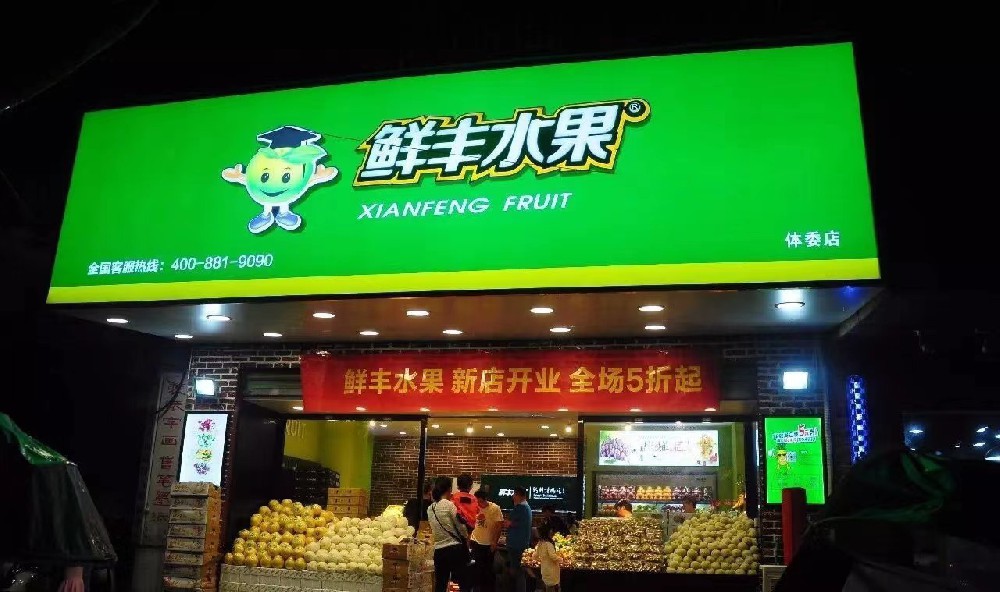 鲜丰水果®
XIANFENG FRUIT
体委店
全国客服热线：400-881-9090
鲜丰水果 新店开业 全场5折起